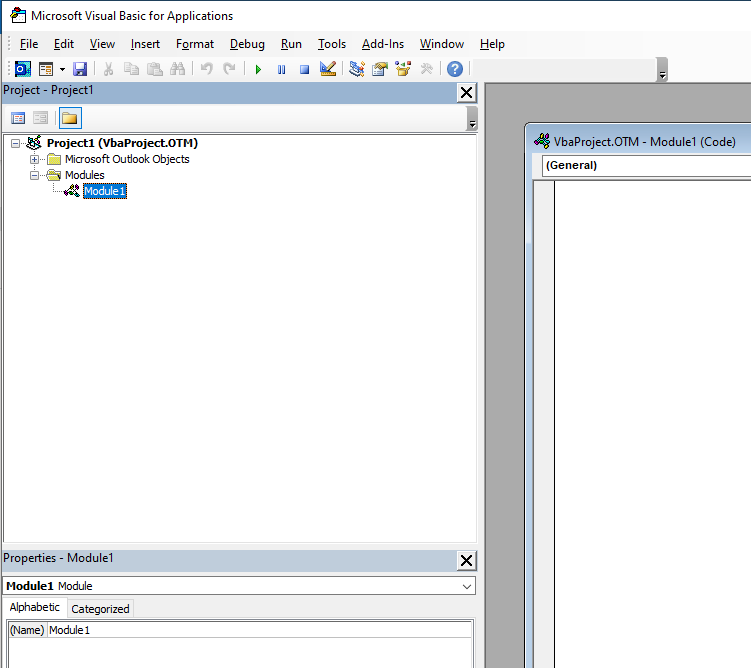 Microsoft Visual Basic for Applications
File Edit View Insert Format Debug Run Tools Add-Ins Window Help
Project - Project1
Project1 (VbaProject.OTM)
Microsoft Outlook Objects
Modules
Module1
VbaProject.OTM - Module1 (Code)
(General)
Properties - Module1
Module1 Module
Alphabetic Categorized
(Name) Module1